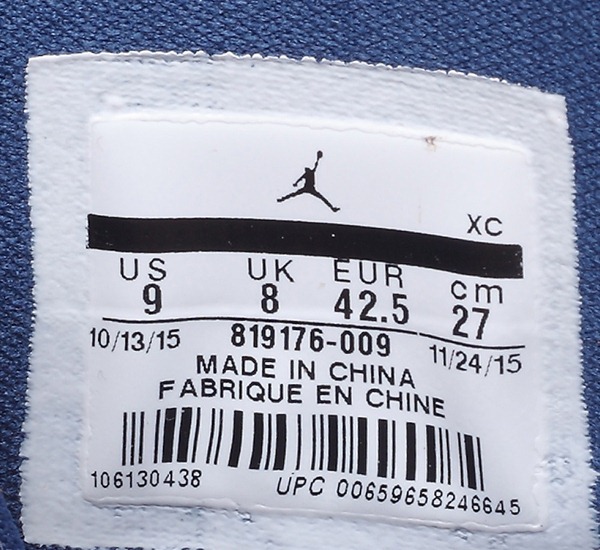 XC
US UK EUR cm
9 8 42.5 27
10/13/15 819176-009 11/24/15
MADE IN CHINA
FABRIQUE EN CHINE
106130438 UPC 00659658246645